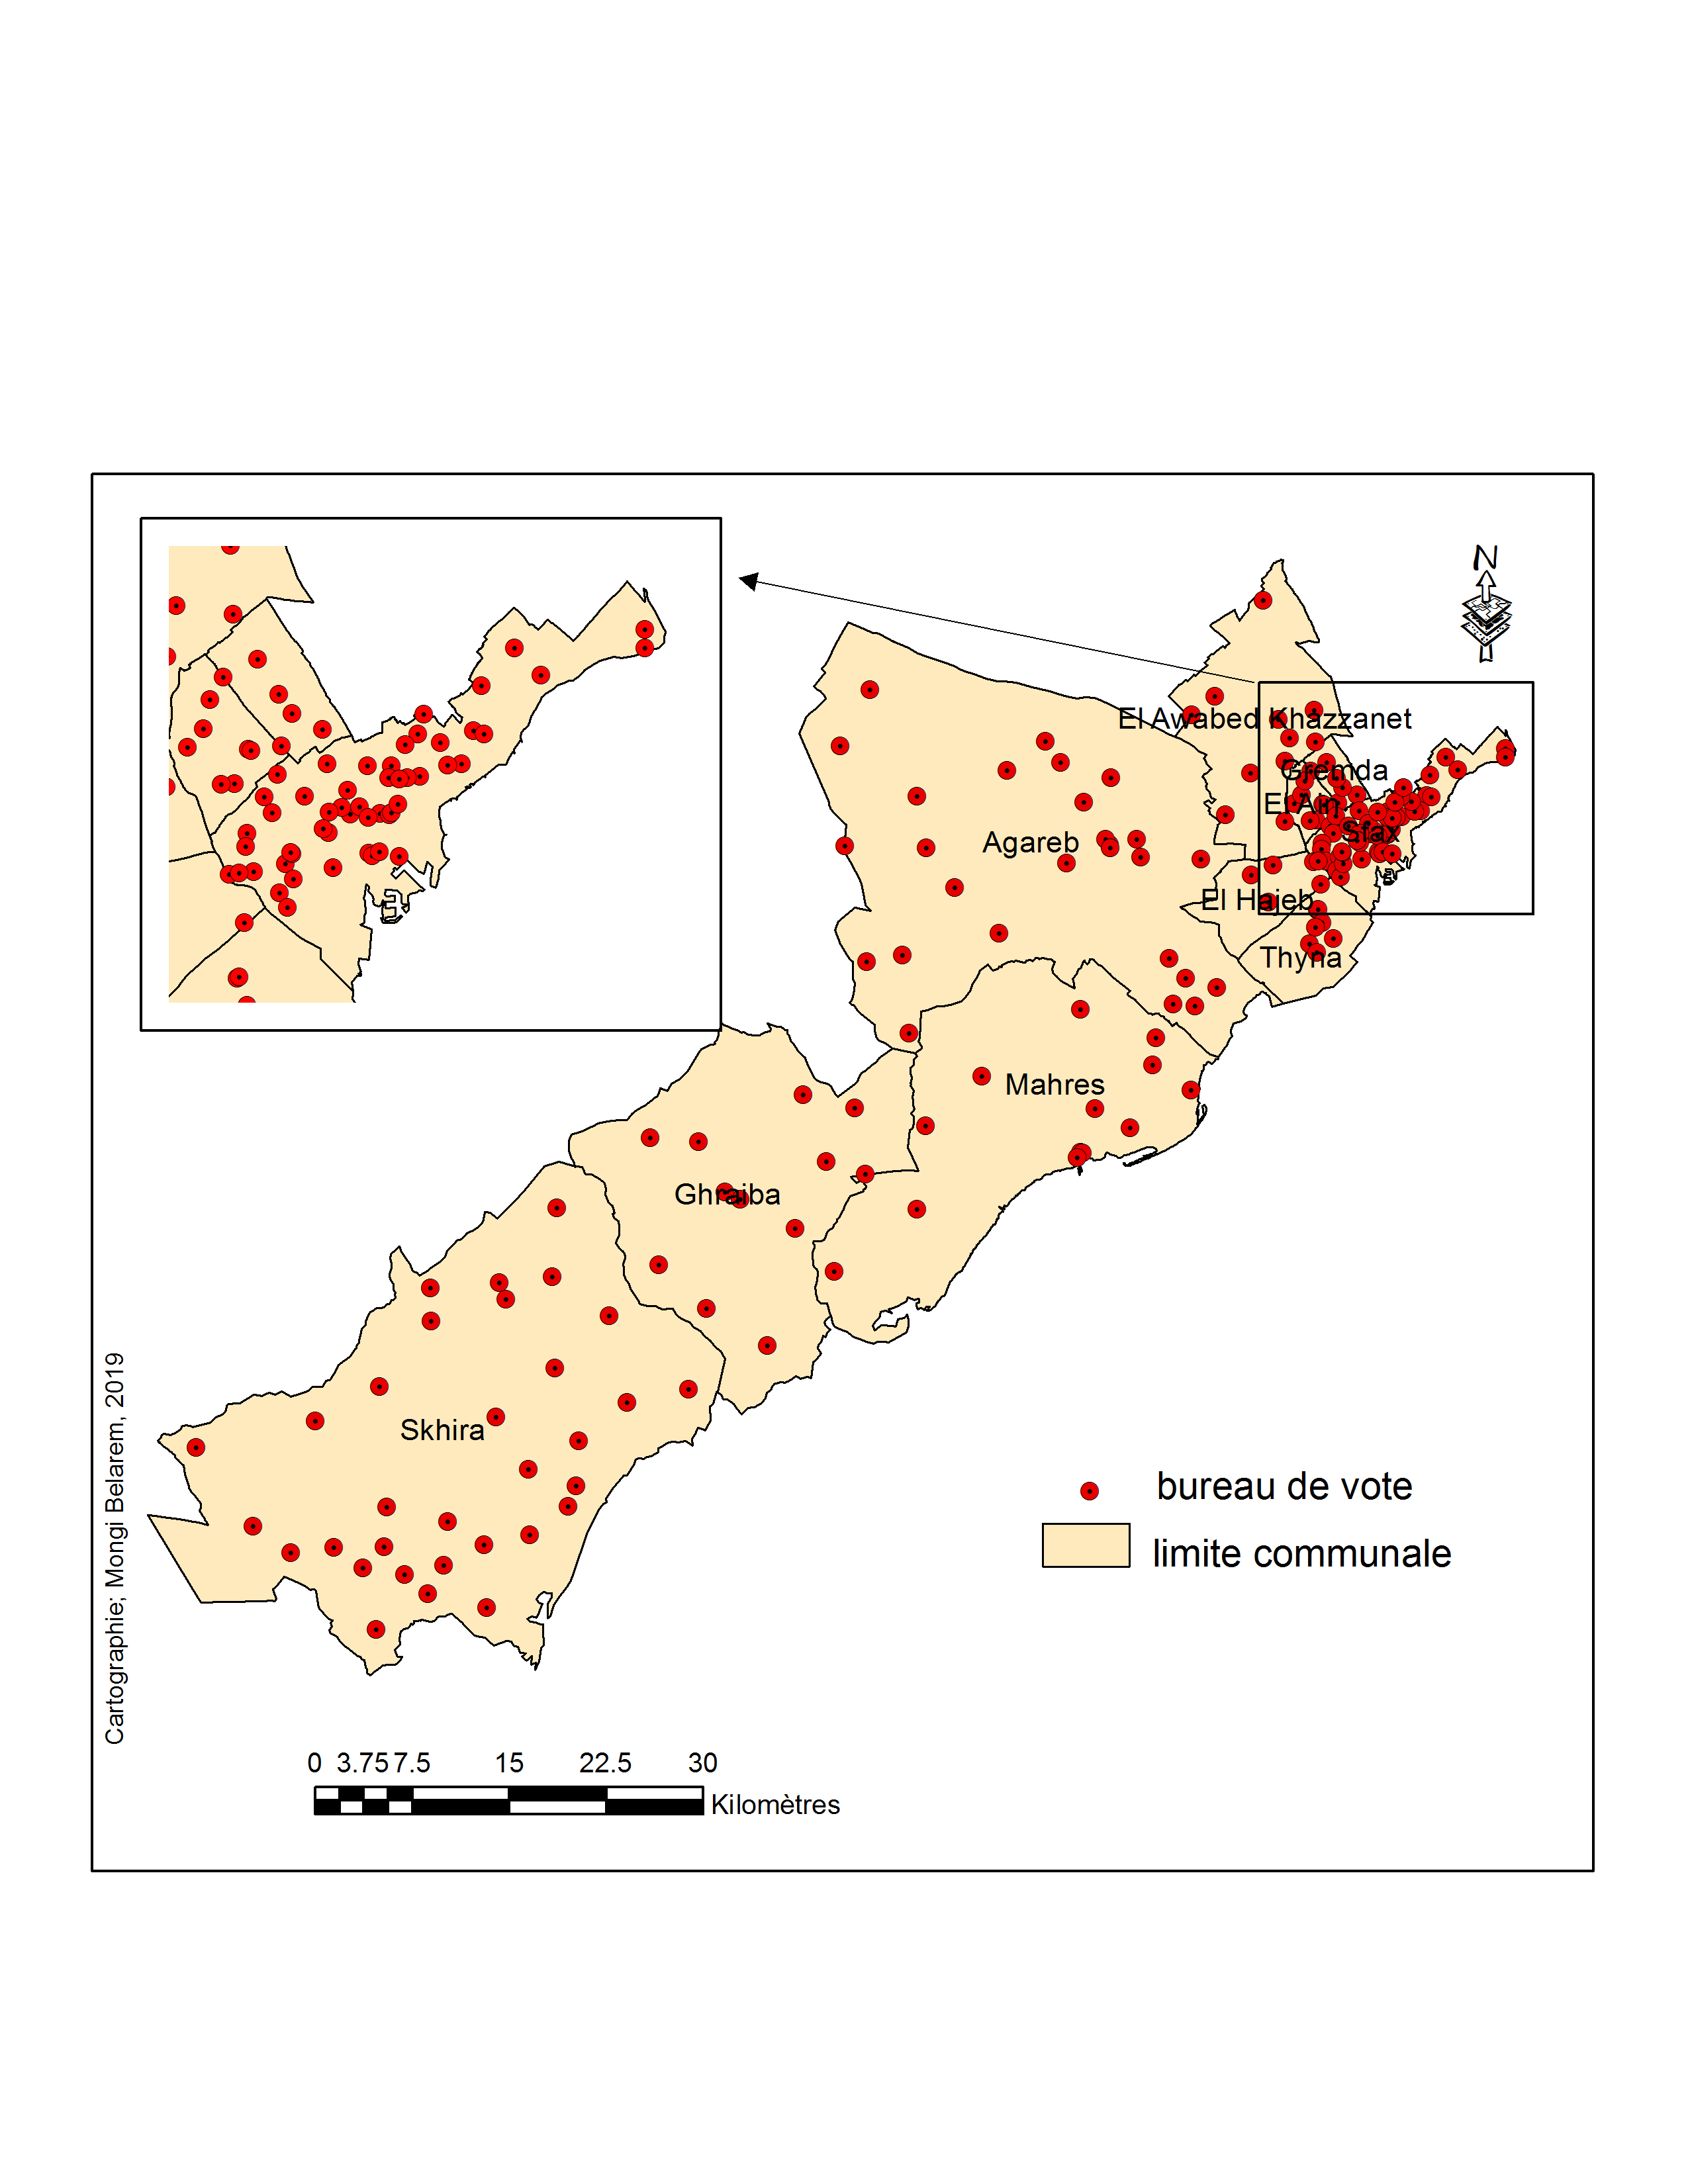 N
El Awabed Khazzanet
Gremda
El Ain
Sfax
Agareb
El Hajeb
Thyna
Mahres
Ghraiba
Skhira
bureau de vote
limite communale
Cartographie; Mongi Belarem, 2019
0 3.75 7.5 15 22.5 30
Kilomètres